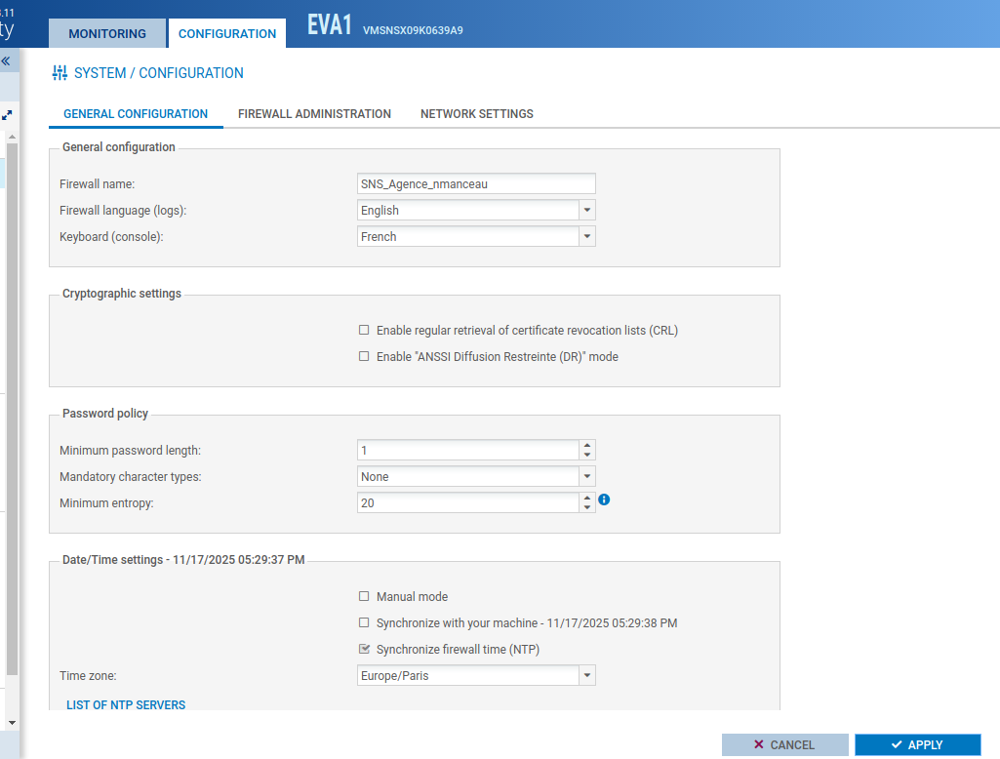 .11
ty
MONITORING
CONFIGURATION
EVA1
VMSNSX09K0639A9
SYSTEM / CONFIGURATION
GENERAL CONFIGURATION
FIREWALL ADMINISTRATION
NETWORK SETTINGS
General configuration
Firewall name: SNS_Agence_nmanceau
Firewall language (logs): English
Keyboard (console): French
Cryptographic settings
Enable regular retrieval of certificate revocation lists (CRL)
Enable "ANSSI Diffusion Restreinte (DR)" mode
Password policy
Minimum password length: 1
Mandatory character types: None
Minimum entropy: 20
Date/Time settings - 11/17/2025 05:29:37 PM
Manual mode
Synchronize with your machine - 11/17/2025 05:29:38 PM
Synchronize firewall time (NTP)
Time zone: Europe/Paris
LIST OF NTP SERVERS
CANCEL
APPLY